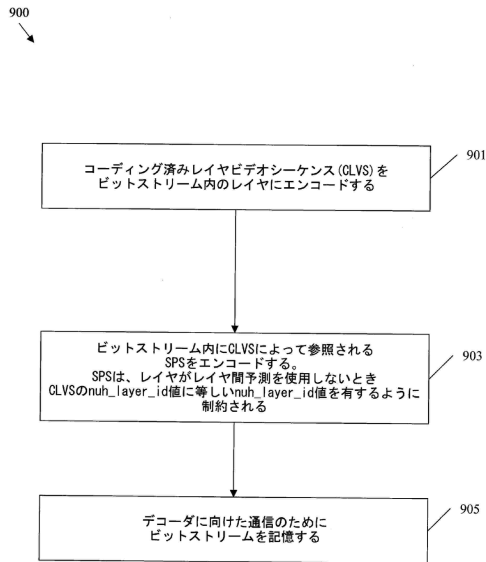 900
コーディング済みレイヤビデオシーケンス(CLVS)を
ビットストリーム内のレイヤにエンコードする
901
ビットストリーム内にCLVSによって参照される
SPSをエンコードする。
SPSは、レイヤがレイヤ間予測を使用しないとき
CLVSのnuh_layer_id値に等しいnuh_layer_id値を有するように
制約される
903
デコーダに向けた通信のために
ビットストリームを記憶する
905